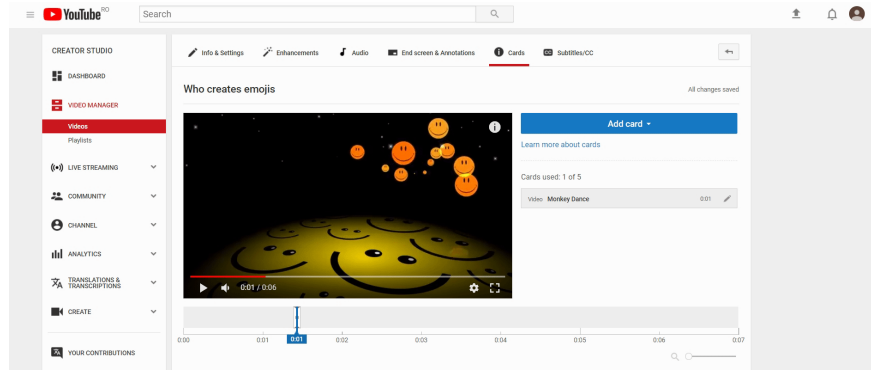 YouTube RO
Search
CREATOR STUDIO
DASHBOARD
VIDEO MANAGER
Videos
Playlists
LIVE STREAMING
COMMUNITY
CHANNEL
ANALYTICS
TRANSLATIONS &
TRANSCRIPTIONS
CREATE
YOUR CONTRIBUTIONS
Info & Settings Enhancements Audio End screen & Annotations Cards CC Subtitles/CC
Who creates emojis All changes saved
0:01 / 0:06
Add card
Learn more about cards
Cards used: 1 of 5
Video Monkey Dance 0:01
0:00 0:01 0:01 0:02 0:03 0:04 0:05 0:06 0:07